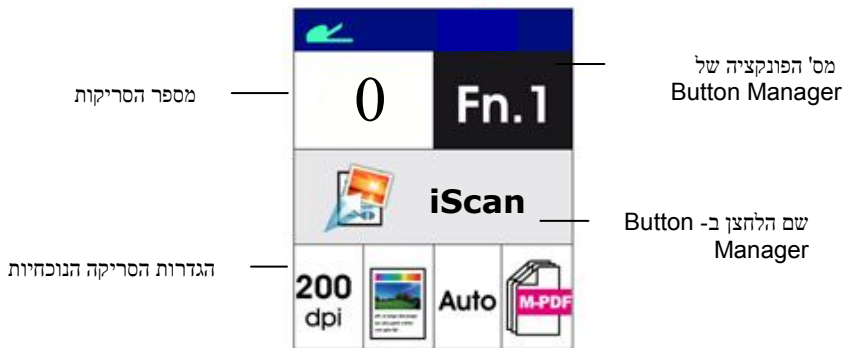 מס' הפונקציה של
Button Manager
מספר הסריקות
0
Fn.1
iScan
שם הלחצן ב- Button
Manager
הגדרות הסריקה הנוכחיות
200
dpi
Auto
M-PDF